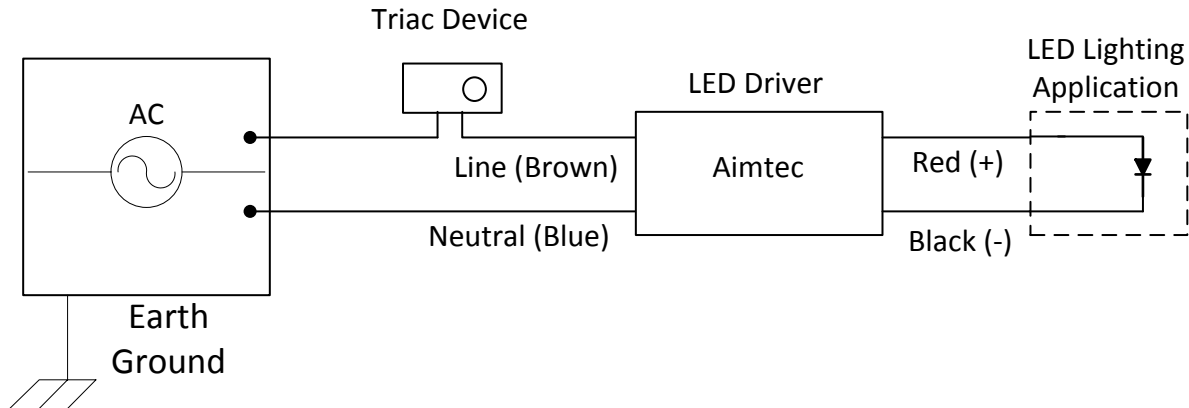 Triac Device
LED Lighting
Application
AC
LED Driver
Line (Brown)
Aimtec
Red (+)
Neutral (Blue)
Black (-)
Earth
Ground